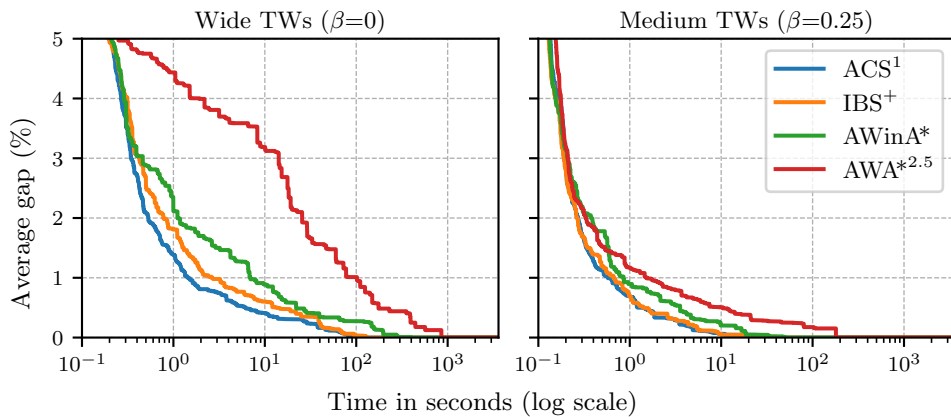 Wide TWs (β=0)
Medium TWs (β=0.25)
Average gap (%)
5
4
3
2
1
0
10⁻¹ 10⁰ 10¹ 10² 10³
10⁻¹ 10⁰ 10¹ 10² 10³
ACS¹
IBS⁺
AWinA*
AWA*²·⁵
Time in seconds (log scale)